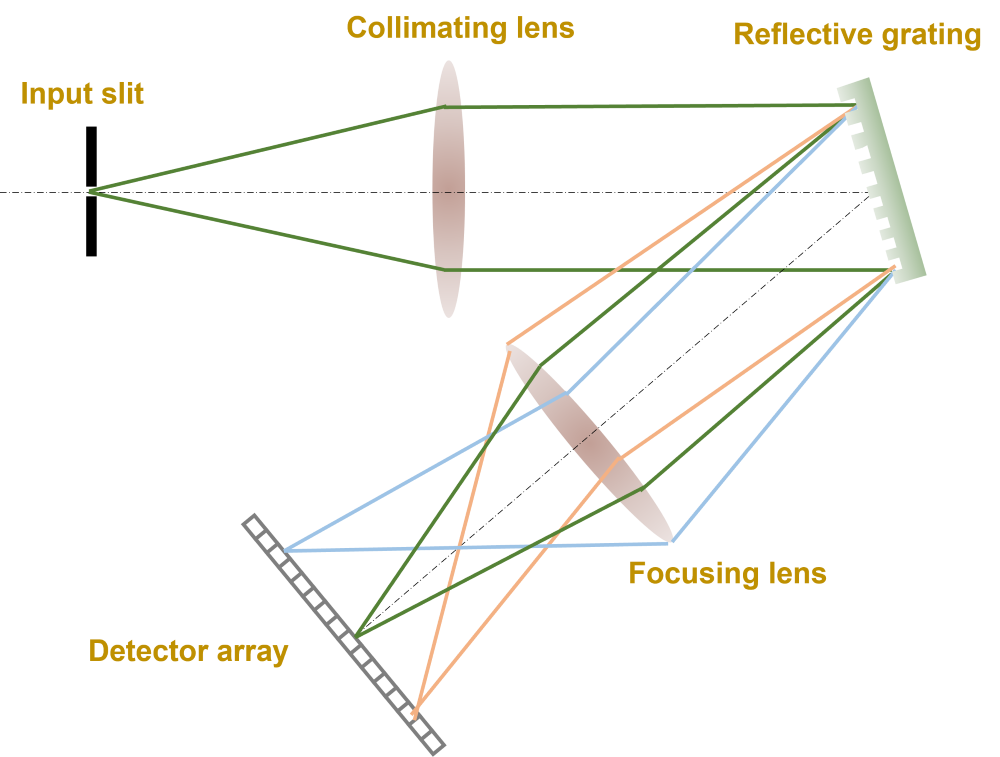 Collimating lens
Reflective grating
Input slit
Focusing lens
Detector array